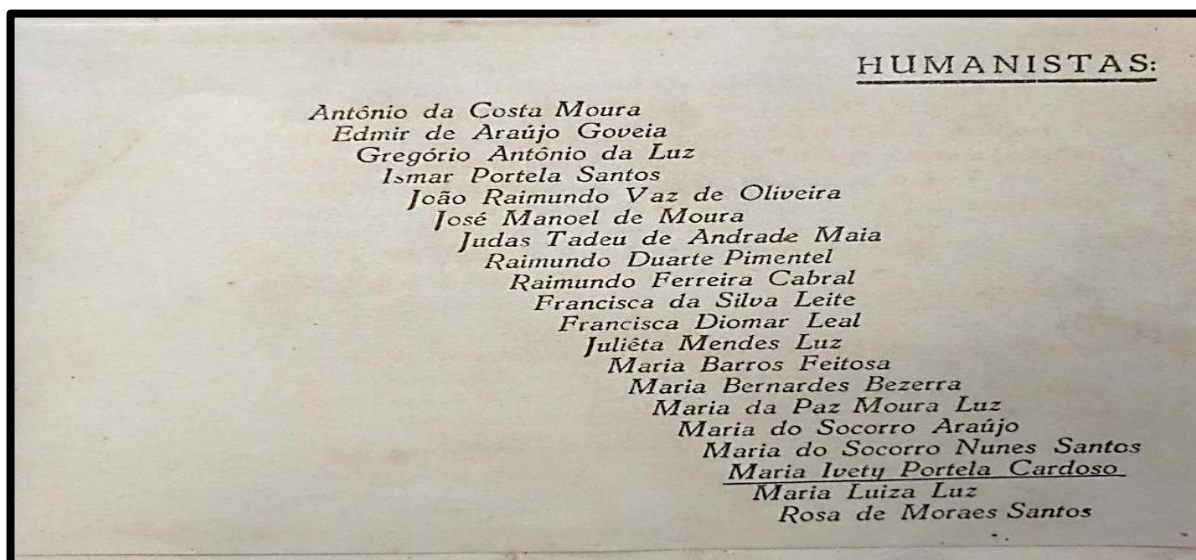 HUMANISTAS:
Antônio da Costa Moura
Edmir de Araújo Goveia
Gregório Antônio da Luz
Ismar Portela Santos
João Raimundo Vaz de Oliveira
José Manoel de Moura
Judas Tadeu de Andrade Maia
Raimundo Duarte Pimentel
Raimundo Ferreira Cabral
Francisca da Silva Leite
Francisca Diomar Leal
Juliêta Mendes Luz
Maria Barros Feitosa
Maria Bernardes Bezerra
Maria da Paz Moura Luz
Maria do Socorro Araújo
Maria do Socorro Nunes Santos
Maria Ivety Portela Cardoso
Maria Luiza Luz
Rosa de Moraes Santos